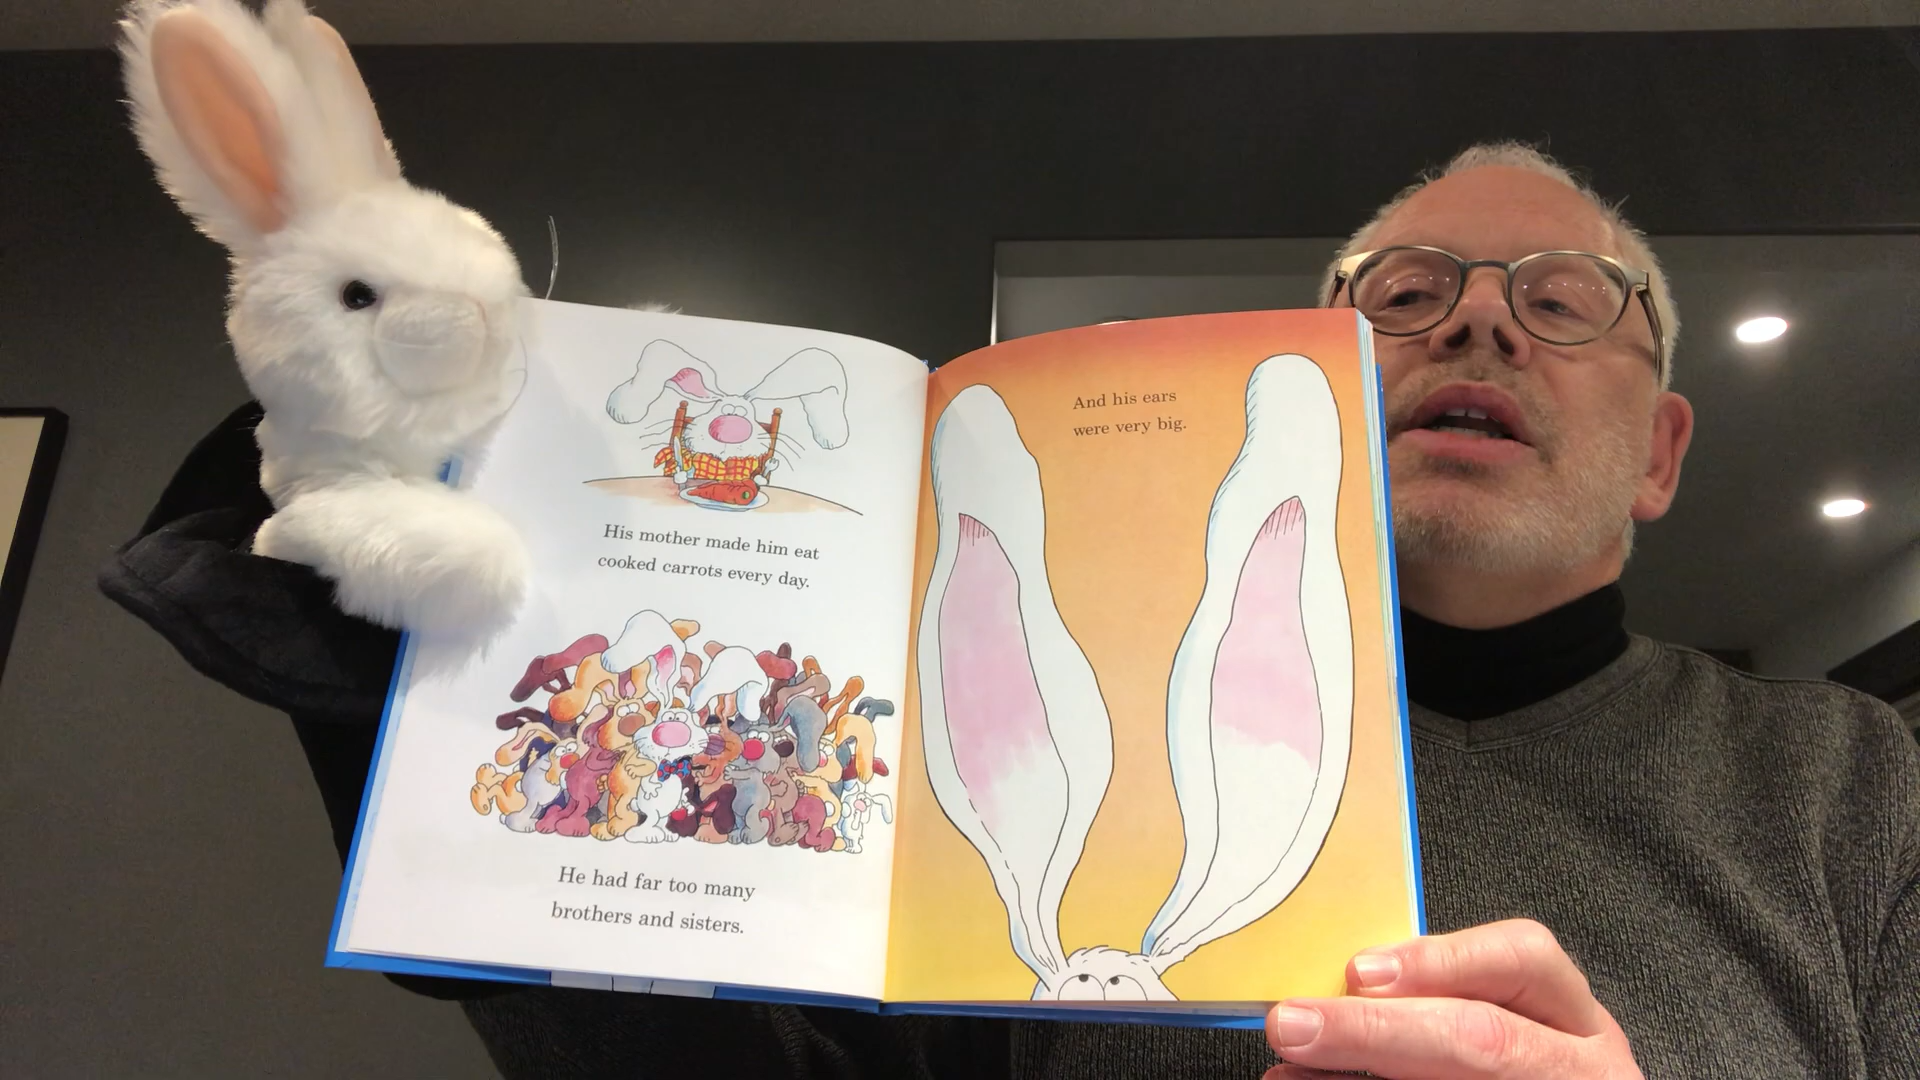 His mother made him eat
cooked carrots every day.
He had far too many
brothers and sisters.
And his ears
were very big.